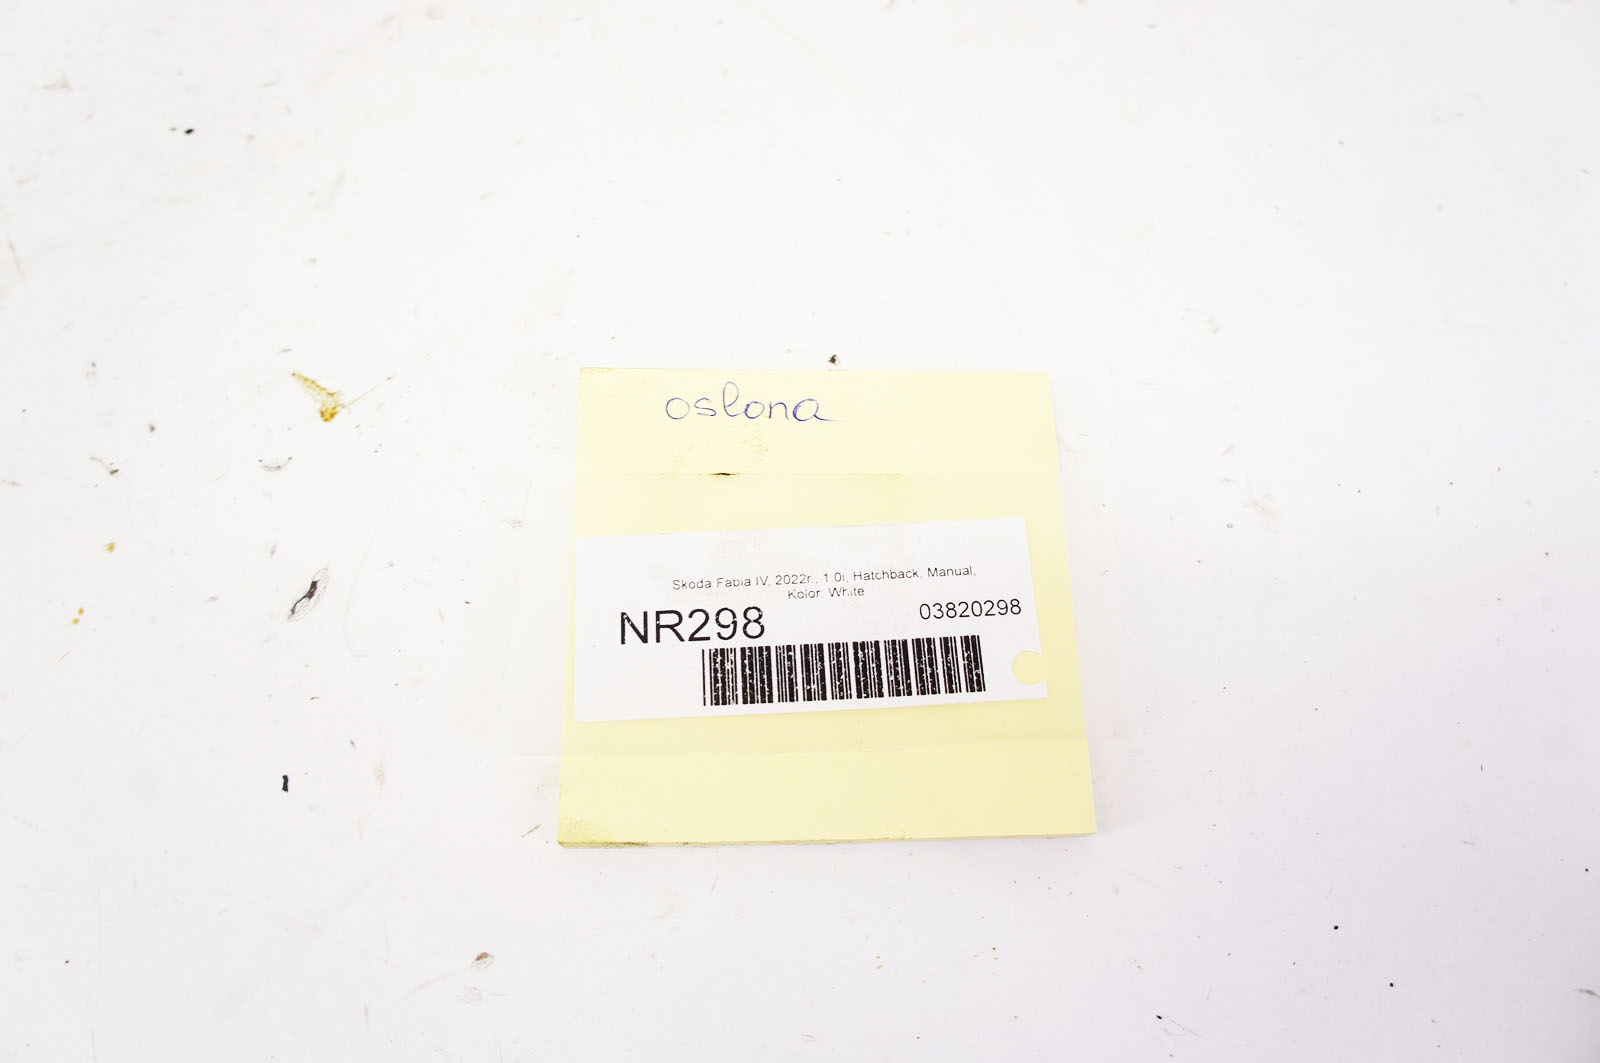 oslona
Skoda Fabia IV, 2022r., 1.0i, Hatchback, Manual,
Kolor: White
NR298
03820298